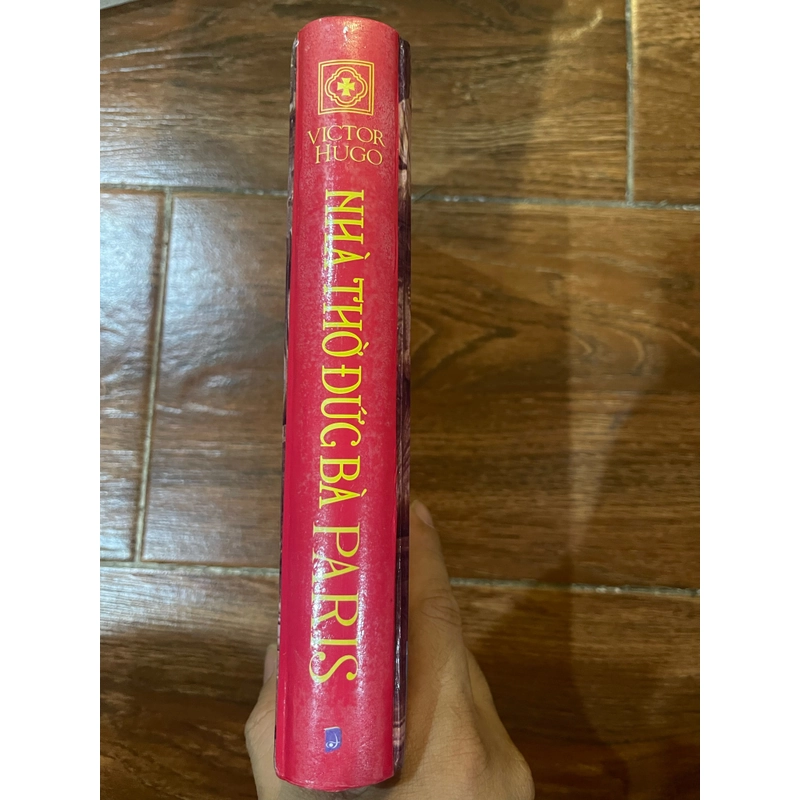 VICTOR
HUGO
NHÀ THỜ ĐỨC BÀ PARIS